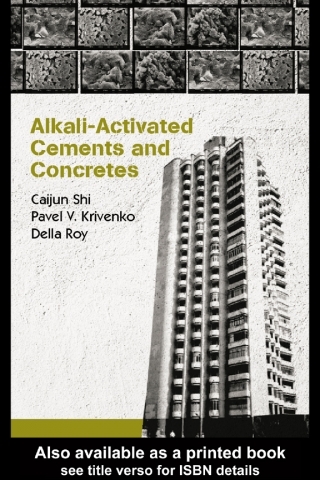 Alkali-Activated
Cements and
Concretes
Caijun Shi
Pavel V. Krivenko
Della Roy
Also available as a printed book
see title verso for ISBN details